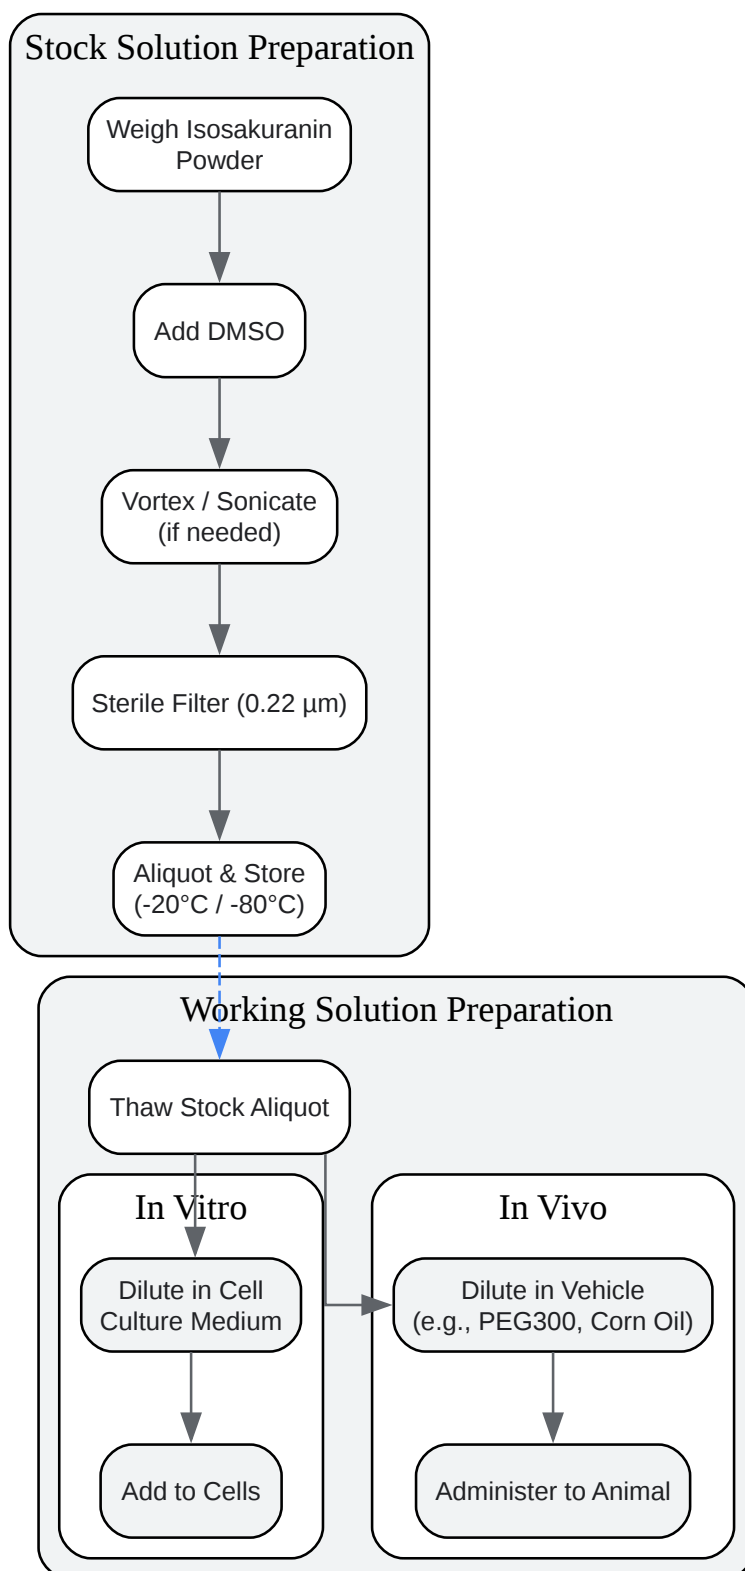 Stock Solution Preparation
Weigh Isosakuranin
Powder
Add DMSO
Vortex / Sonicate
(if needed)
Sterile Filter (0.22 µm)
Aliquot & Store
(-20°C / -80°C)
Working Solution Preparation
Thaw Stock Aliquot
In Vitro
Dilute in Cell
Culture Medium
Add to Cells
In Vivo
Dilute in Vehicle
(e.g., PEG300, Corn Oil)
Administer to Animal